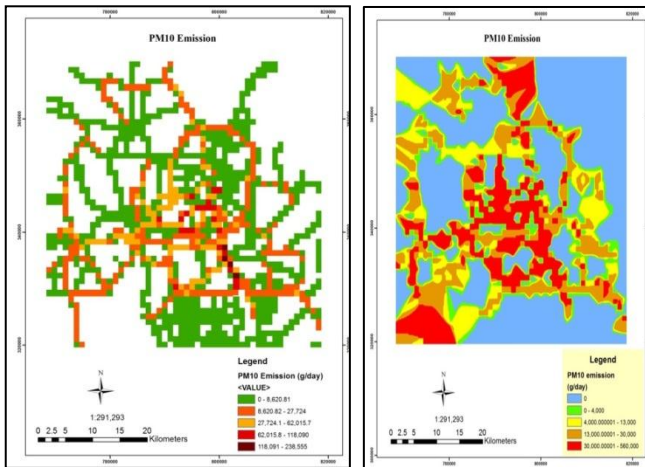 PM10 Emission
N
1:291,293
0 2.5 5 10 15 20
Kilometers
Legend
PM10 Emission (g/day)
<VALUE>
0 - 8,620.81
8,620.82 - 27,724
27,724.1 - 62,015.7
62,015.8 - 118,090
118,091 - 236,555
PM10 Emission
N
1:291,293
0 2.5 5 10 15 20
Kilometers
Legend
PM10 emission
(g/day)
0
0 - 4,000
4,000.000001 - 13,000
13,000.00001 - 30,000
30,000.00001 - 560,000